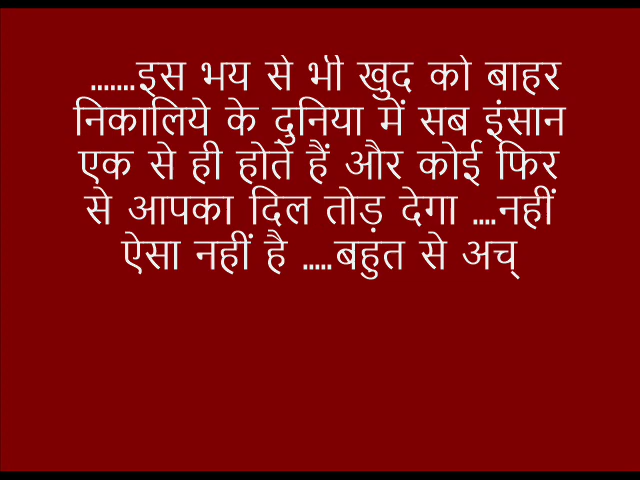 .......इस भय से भी खुद को बाहर
निकालिये के दुनिया में सब इंसान
एक से ही होते हैं और कोई फिर
से आपका दिल तोड़ देगा ....नहीं
ऐसा नहीं है .....बहुत से अच्